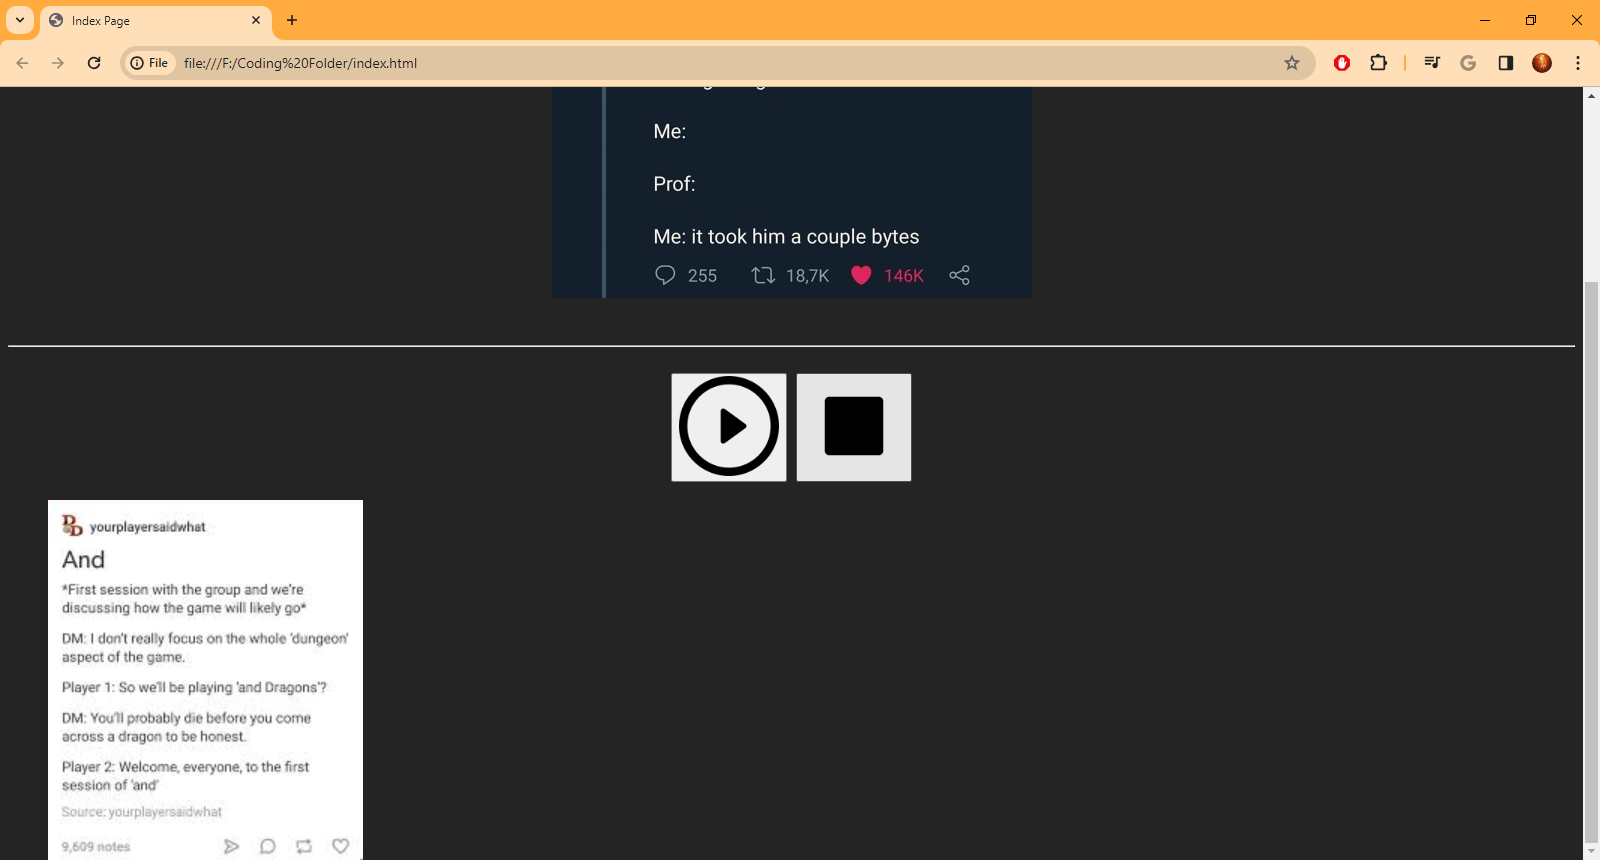 Index Page
File
file:///F:/Coding%20Folder/index.html
Me:
Prof:
Me: it took him a couple bytes
255 18,7K 146K
yourplayersaidwhat
And
*First session with the group and we're
discussing how the game will likely go*
DM: I don't really focus on the whole 'dungeon'
aspect of the game.
Player 1: So we'll be playing 'and Dragons'?
DM: You'll probably die before you come
across a dragon to be honest.
Player 2: Welcome, everyone, to the first
session of 'and'
Source: yourplayersaidwhat
9,609 notes